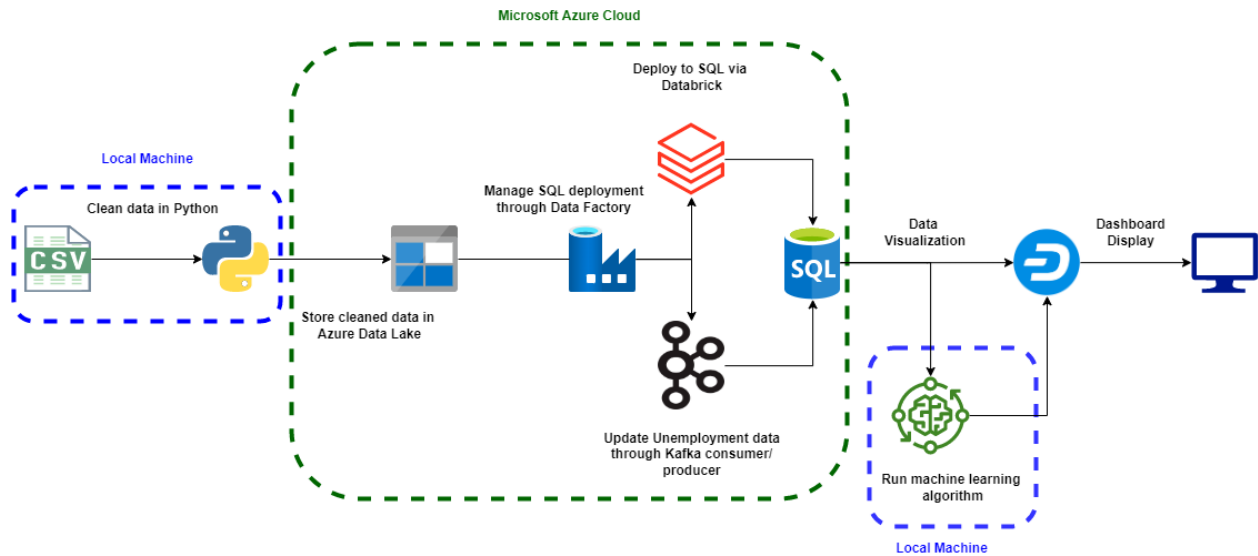 Microsoft Azure Cloud
Deploy to SQL via
Databrick
Local Machine
Clean data in Python
CSV
Manage SQL deployment
through Data Factory
Store cleaned data in
Azure Data Lake
SQL
Update Unemployment data
through Kafka consumer/
producer
Data
Visualization
Dashboard
Display
Run machine learning
algorithm
Local Machine